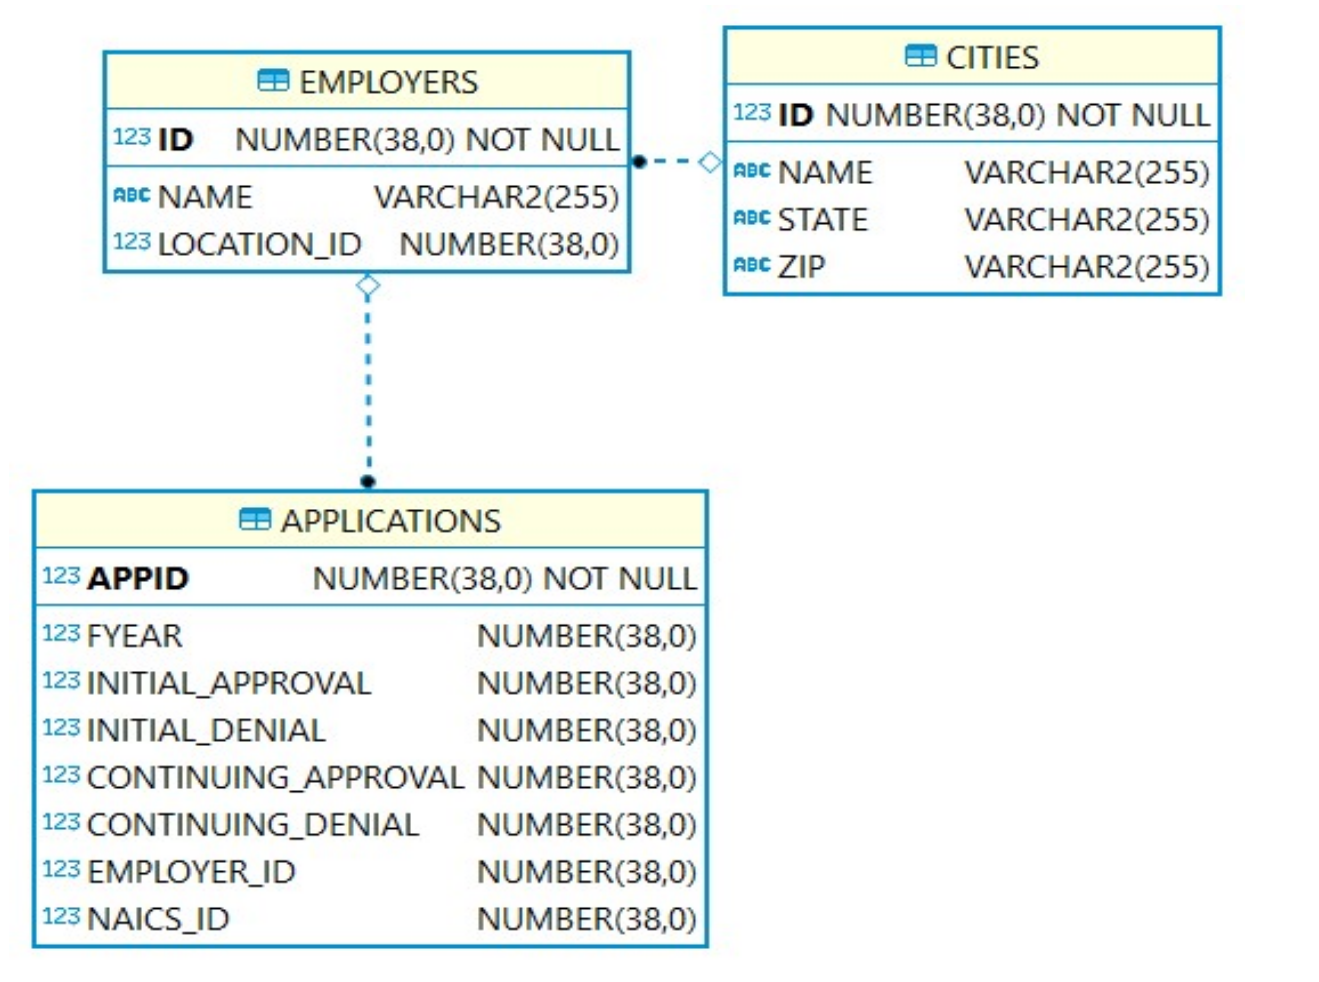 EMPLOYERS
123 ID NUMBER(38,0) NOT NULL
ABC NAME VARCHAR2(255)
123 LOCATION_ID NUMBER(38,0)
CITIES
123 ID NUMBER(38,0) NOT NULL
ABC NAME VARCHAR2(255)
ABC STATE VARCHAR2(255)
ABC ZIP VARCHAR2(255)
APPLICATIONS
123 APPID NUMBER(38,0) NOT NULL
123 FYEAR NUMBER(38,0)
123 INITIAL_APPROVAL NUMBER(38,0)
123 INITIAL_DENIAL NUMBER(38,0)
123 CONTINUING_APPROVAL NUMBER(38,0)
123 CONTINUING_DENIAL NUMBER(38,0)
123 EMPLOYER_ID NUMBER(38,0)
123 NAICS_ID NUMBER(38,0)